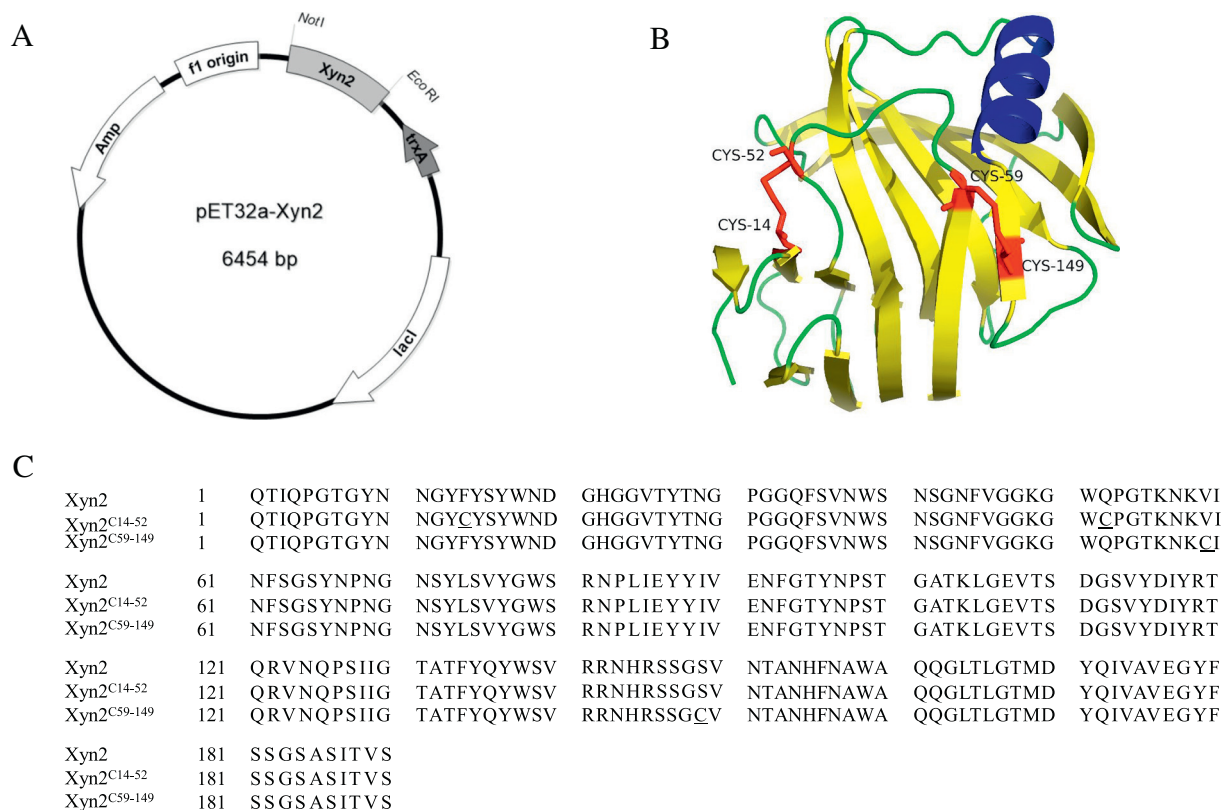 A
NotI
f1 origin
Xyn2
EcoRI
Amp
trxA
pET32a-Xyn2
6454 bp
lacI
B
CYS-52
CYS-59
CYS-14
CYS-149
C
Xyn2 1 QTIQPGTGYN NGYFYSYWND GHGGVTYTNG PGGQFSVNWS NSGNFVGGKG WQPGTKNKVI
Xyn2C14-52 1 QTIQPGTGYN NGYCYSYWND GHGGVTYTNG PGGQFSVNWS NSGNFVGGKG WCPGTKNKVI
Xyn2C59-149 1 QTIQPGTGYN NGYFYSYWND GHGGVTYTNG PGGQFSVNWS NSGNFVGGKG WQPGTKNKCI
Xyn2 61 NFSGSYNPNG NSYLSVYGWS RNPLIEYYIV ENFGTYNPST GATKLGEVTS DGSVYDIYRT
Xyn2C14-52 61 NFSGSYNPNG NSYLSVYGWS RNPLIEYYIV ENFGTYNPST GATKLGEVTS DGSVYDIYRT
Xyn2C59-149 61 NFSGSYNPNG NSYLSVYGWS RNPLIEYYIV ENFGTYNPST GATKLGEVTS DGSVYDIYRT
Xyn2 121 QRVNQPSIIG TATFYQYWSV RRNHRSSGSV NTANHFNAWA QQGLTLGTMD YQIVAVEGYF
Xyn2C14-52 121 QRVNQPSIIG TATFYQYWSV RRNHRSSGSV NTANHFNAWA QQGLTLGTMD YQIVAVEGYF
Xyn2C59-149 121 QRVNQPSIIG TATFYQYWSV RRNHRSSGCV NTANHFNAWA QQGLTLGTMD YQIVAVEGYF
Xyn2 181 SSGSASITVS
Xyn2C14-52 181 SSGSASITVS
Xyn2C59-149 181 SSGSASITVS